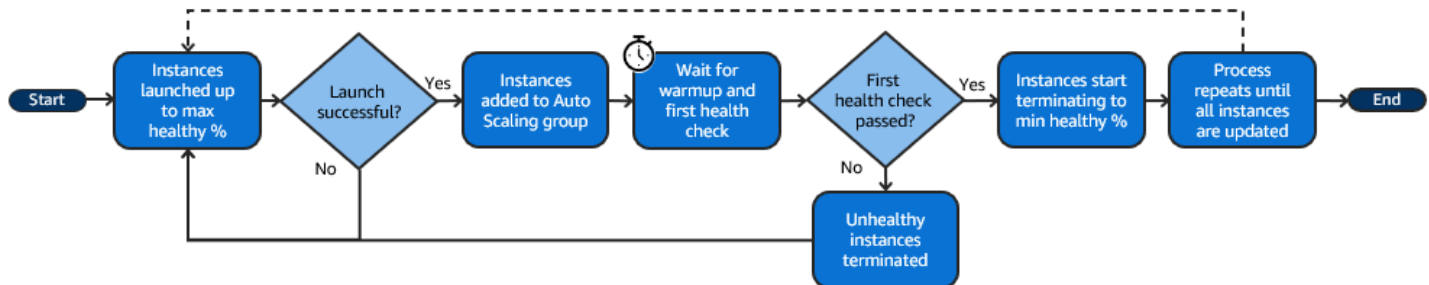 Start
Instances
launched up
to max
healthy %
Launch
successful?
Yes
No
Instances
added to Auto
Scaling group
Wait for
warmup and
first health
check
First
health check
passed?
Yes
No
Unhealthy
instances
terminated
Instances start
terminating to
min healthy %
Process
repeats until
all instances
are updated
End